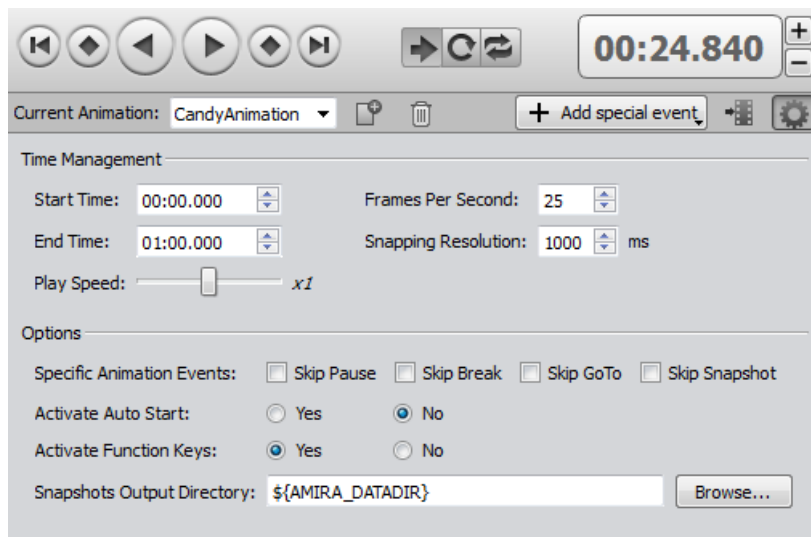 00:24.840
Current Animation: CandyAnimation Add special event
Time Management
Start Time: 00:00.000 Frames Per Second: 25
End Time: 01:00.000 Snapping Resolution: 1000 ms
Play Speed: x1
Options
Specific Animation Events: Skip Pause Skip Break Skip GoTo Skip Snapshot
Activate Auto Start: Yes No
Activate Function Keys: Yes No
Snapshots Output Directory: ${AMIRA_DATADIR} Browse...